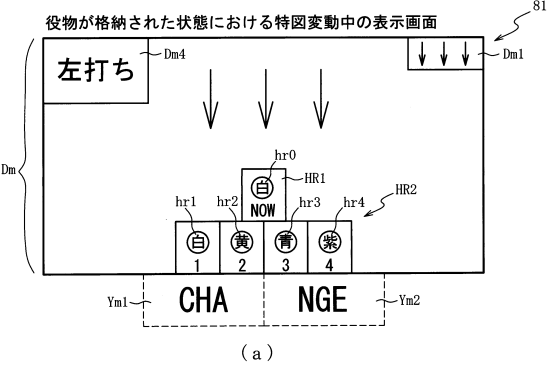 役物が格納された状態における特図変動中の表示画面
81
左打ち
Dm4
Dm1
Dm
hr0
白
HR1
NOW
hr1
hr2
hr3
hr4
HR2
白
黄
青
紫
1
2
3
4
Ym1
CHA
NGE
Ym2
(a)